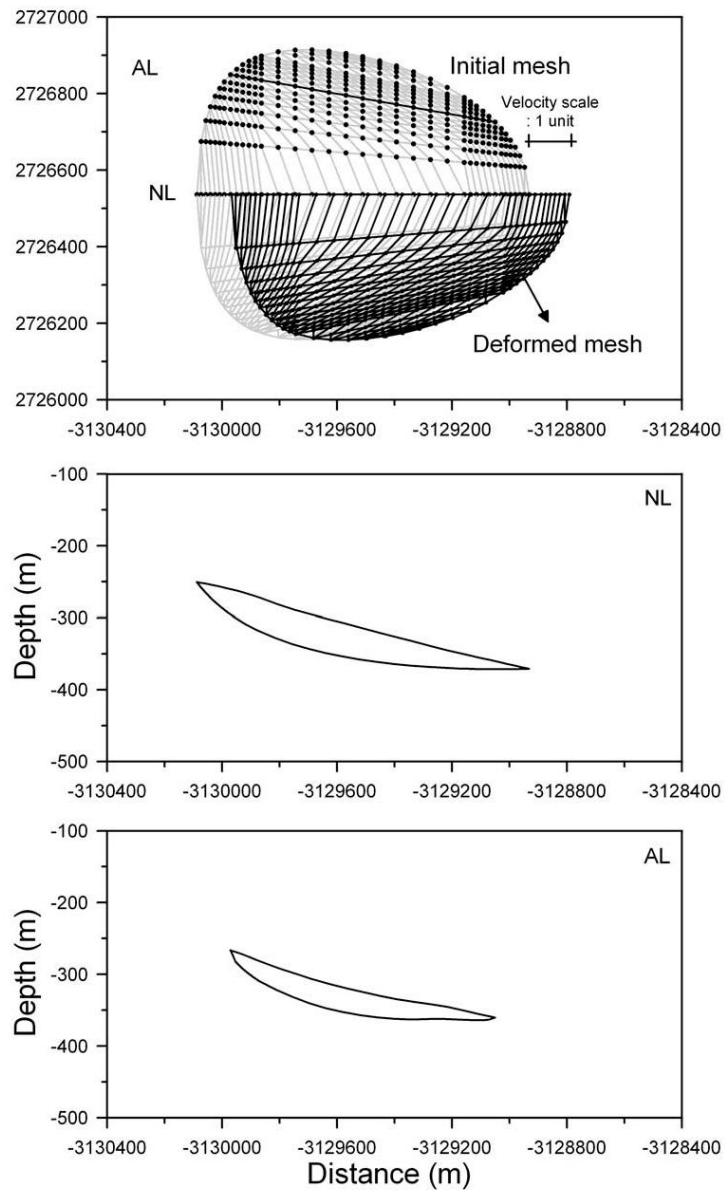 2727000
AL
Initial mesh
2726800
Velocity scale
: 1 unit
2726600
NL
2726400
2726200
Deformed mesh
2726000
-3130400 -3130000 -3129600 -3129200 -3128800 -3128400
-100
NL
-200
-300
-400
-500
Depth (m)
-3130400 -3130000 -3129600 -3129200 -3128800 -3128400
-100
AL
-200
-300
-400
-500
Depth (m)
-3130400 -3130000 -3129600 -3129200 -3128800 -3128400
Distance (m)